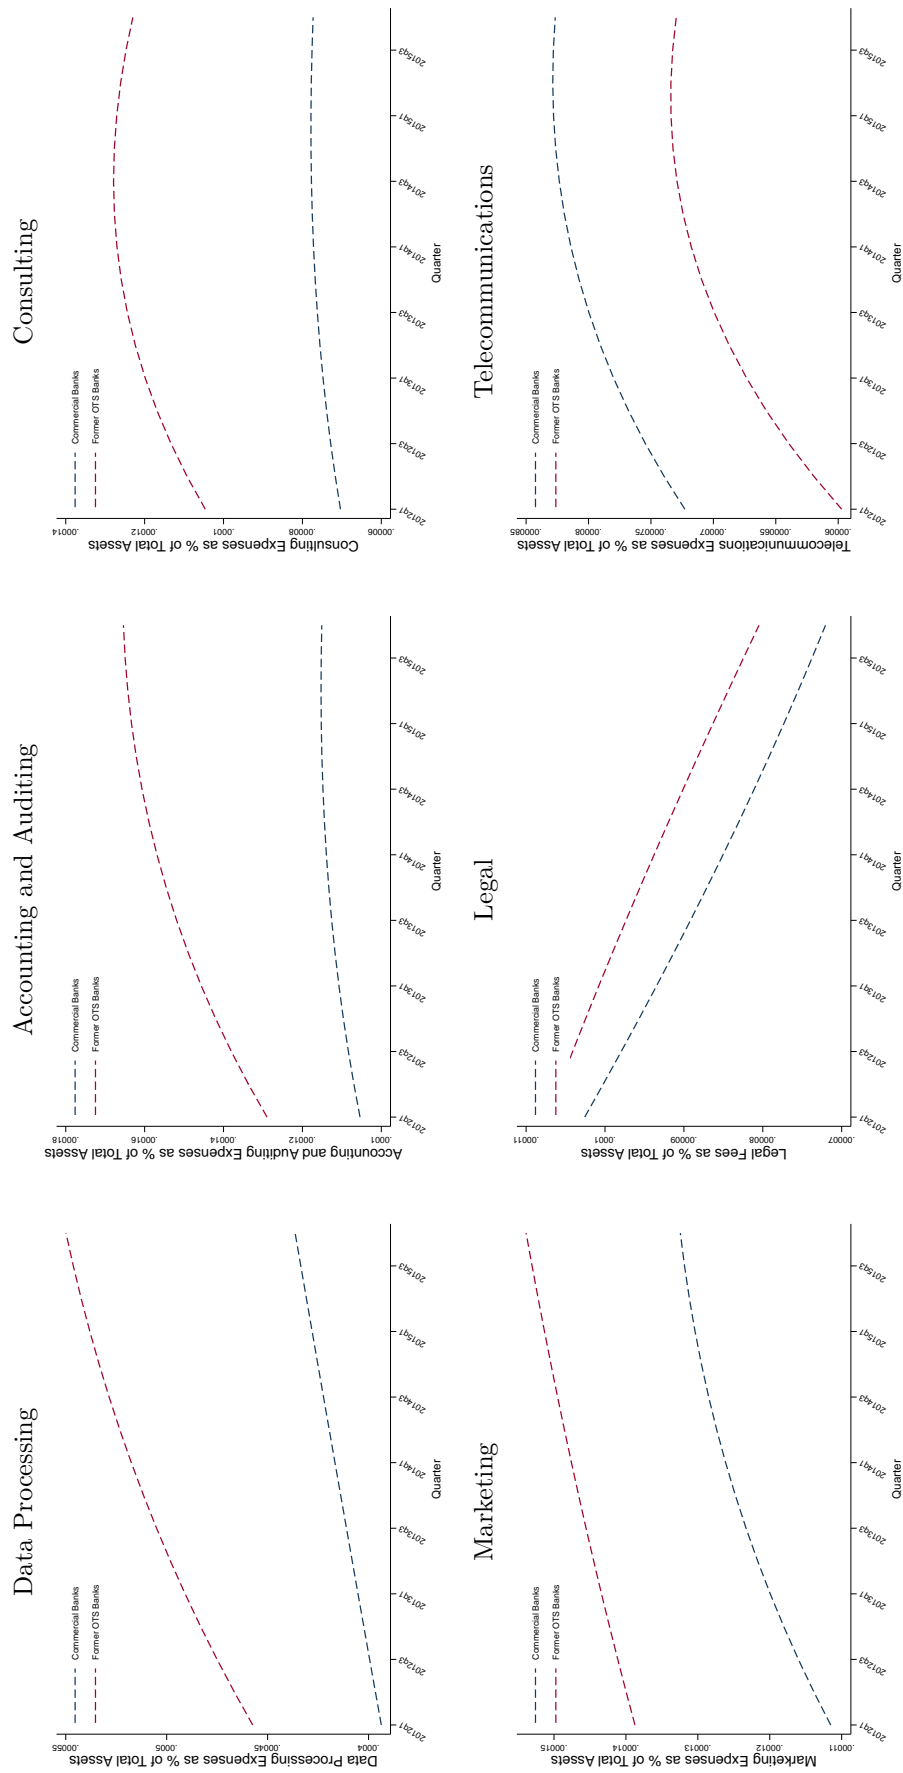 Data Processing
Data Processing Expenses as % of Total Assets
.00055
.0005
.00045
.0004
Commercial Banks
Former OTS Banks
2012q1
2012q3
2013q1
2013q3
2014q1
2014q3
2015q1
2015q3
Quarter
Accounting and Auditing
Accounting and Auditing Expenses as % of Total Assets
.00018
.00016
.00014
.00012
.0001
Commercial Banks
Former OTS Banks
2012q1
2012q3
2013q1
2013q3
2014q1
2014q3
2015q1
2015q3
Quarter
Consulting
Consulting Expenses as % of Total Assets
.00014
.00012
.0001
.00008
.00006
Commercial Banks
Former OTS Banks
2012q1
2012q3
2013q1
2013q3
2014q1
2014q3
2015q1
2015q3
Quarter
Marketing
Marketing Expenses as % of Total Assets
.00015
.00014
.00013
.00012
.00011
Commercial Banks
Former OTS Banks
2012q1
2012q3
2013q1
2013q3
2014q1
2014q3
2015q1
2015q3
Quarter
Legal
Legal Fees as % of Total Assets
.00011
.0001
.00009
.00008
.00007
Commercial Banks
Former OTS Banks
2012q1
2012q3
2013q1
2013q3
2014q1
2014q3
2015q1
2015q3
Quarter
Telecommunications
Telecommunications Expenses as % of Total Assets
.000085
.00008
.000075
.00007
.000065
.00006
Commercial Banks
Former OTS Banks
2012q1
2012q3
2013q1
2013q3
2014q1
2014q3
2015q1
2015q3
Quarter